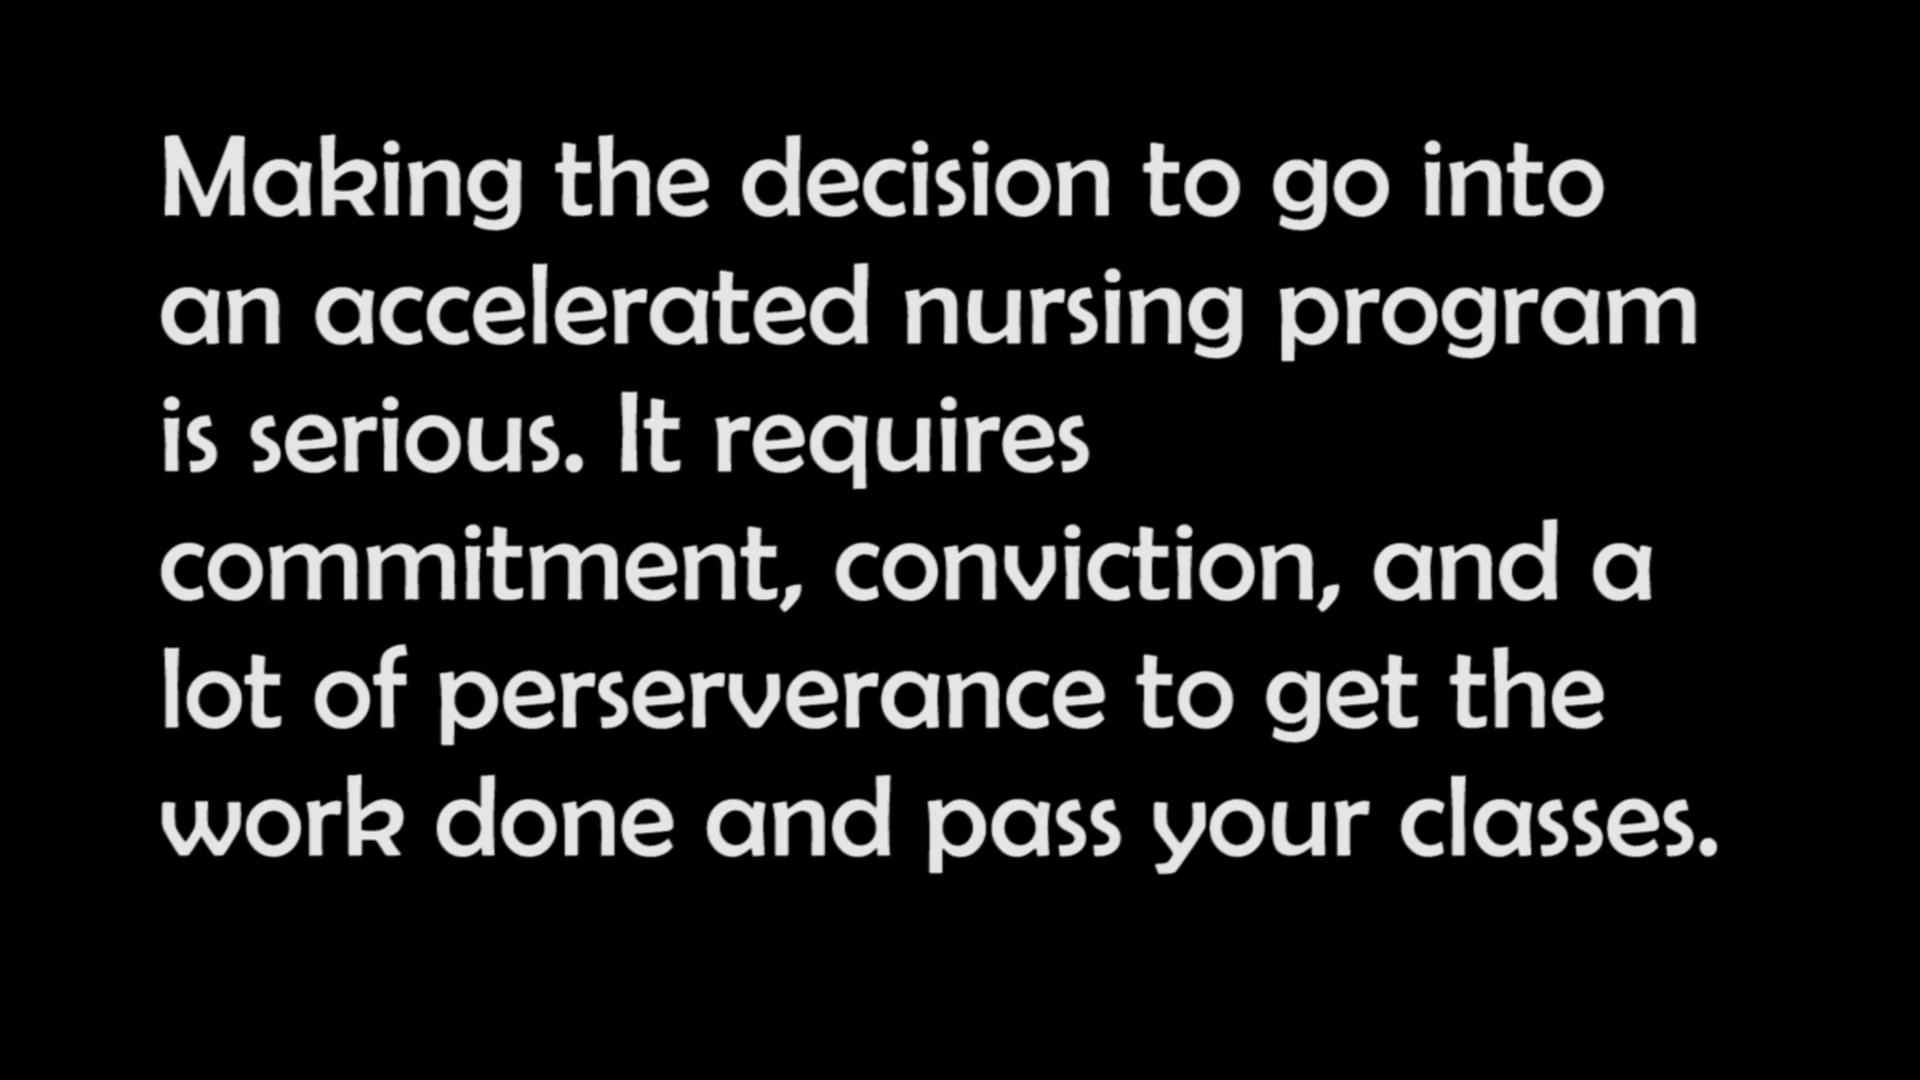 Making the decision to go into
an accelerated nursing program
is serious. It requires
commitment, conviction, and a
lot of perserverance to get the
work done and pass your classes.